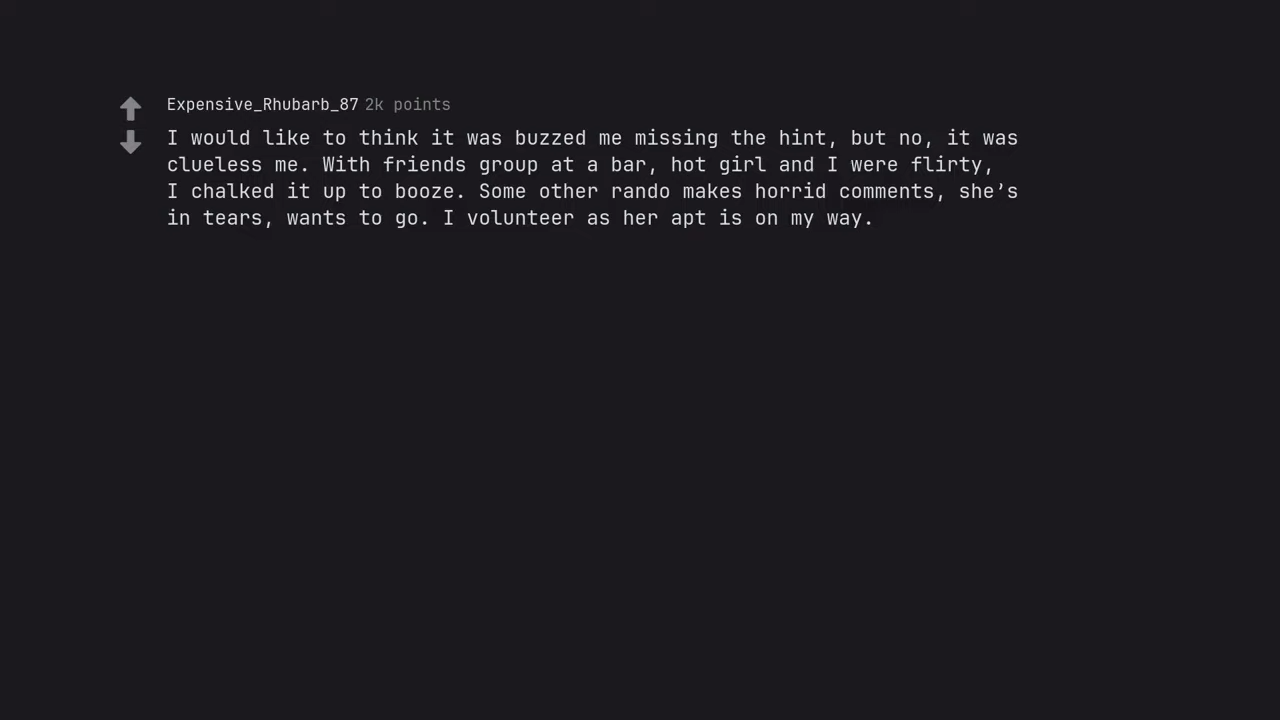 Expensive_Rhubarb_87 2k points
I would like to think it was buzzed me missing the hint, but no, it was
clueless me. With friends group at a bar, hot girl and I were flirty,
I chalked it up to booze. Some other rando makes horrid comments, she’s
in tears, wants to go. I volunteer as her apt is on my way.